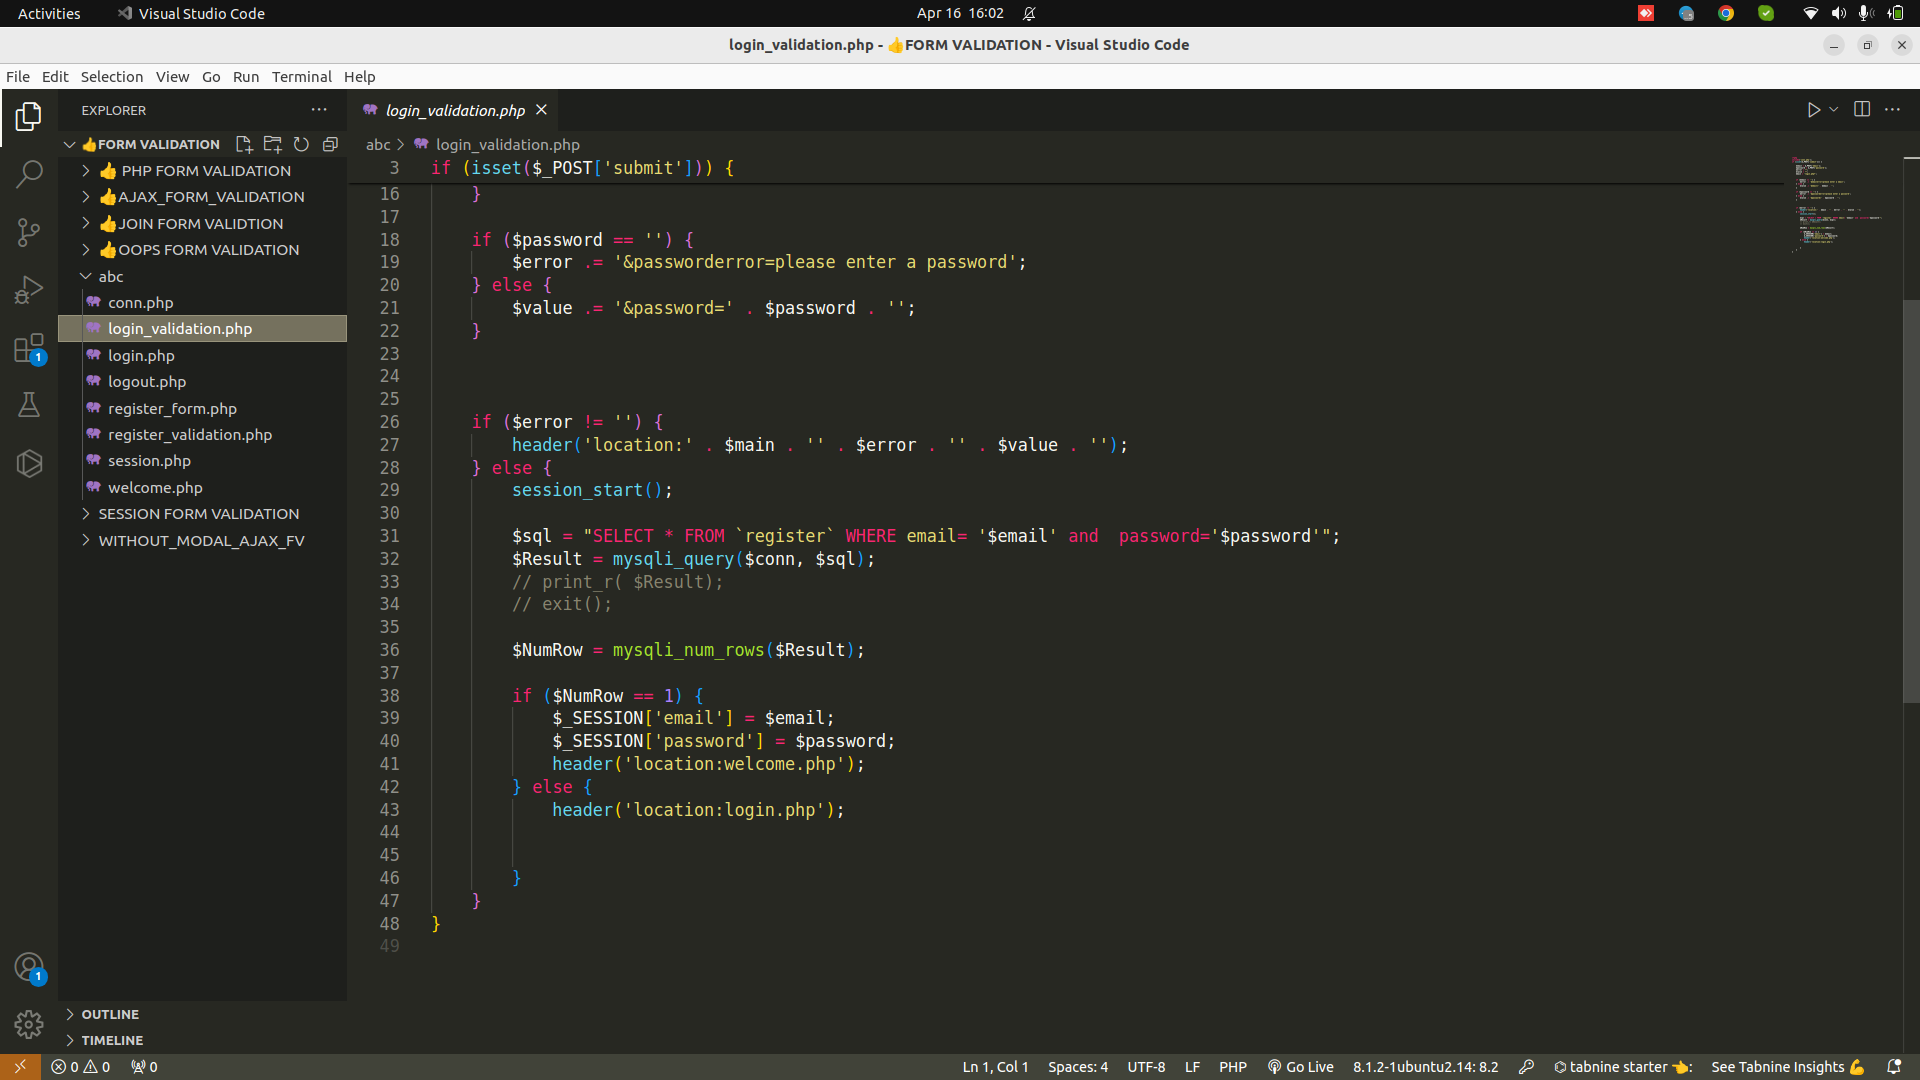 Activities Visual Studio Code Apr 16 16:02
login_validation.php - 👍FORM VALIDATION - Visual Studio Code
File Edit Selection View Go Run Terminal Help
EXPLORER ···
👍FORM VALIDATION
👍 PHP FORM VALIDATION
👍AJAX_FORM_VALIDATION
👍JOIN FORM VALIDTION
👍OOPS FORM VALIDATION
abc
conn.php
login_validation.php
login.php
logout.php
register_form.php
register_validation.php
session.php
welcome.php
SESSION FORM VALIDATION
WITHOUT_MODAL_AJAX_FV
OUTLINE
TIMELINE
1
1
login_validation.php
abc > login_validation.php
3 if (isset($_POST['submit'])) {
16 }
17
18 if ($password == '') {
19 $error .= '&passworderror=please enter a password';
20 } else {
21 $value .= '&password=' . $password . '';
22 }
23
24
25
26 if ($error != '') {
27 header('location:' . $main . '' . $error . '' . $value . '');
28 } else {
29 session_start();
30
31 $sql = "SELECT * FROM `register` WHERE email= '$email' and  password='$password'";
32 $Result = mysqli_query($conn, $sql);
33 // print_r( $Result);
34 // exit();
35
36 $NumRow = mysqli_num_rows($Result);
37
38 if ($NumRow == 1) {
39 $_SESSION['email'] = $email;
40 $_SESSION['password'] = $password;
41 header('location:welcome.php');
42 } else {
43 header('location:login.php');
44
45
46 }
47 }
48 }
49
0 0 0 Ln 1, Col 1 Spaces: 4 UTF-8 LF PHP Go Live 8.1.2-1ubuntu2.14: 8.2 tabnine starter 👈: See Tabnine Insights 💪